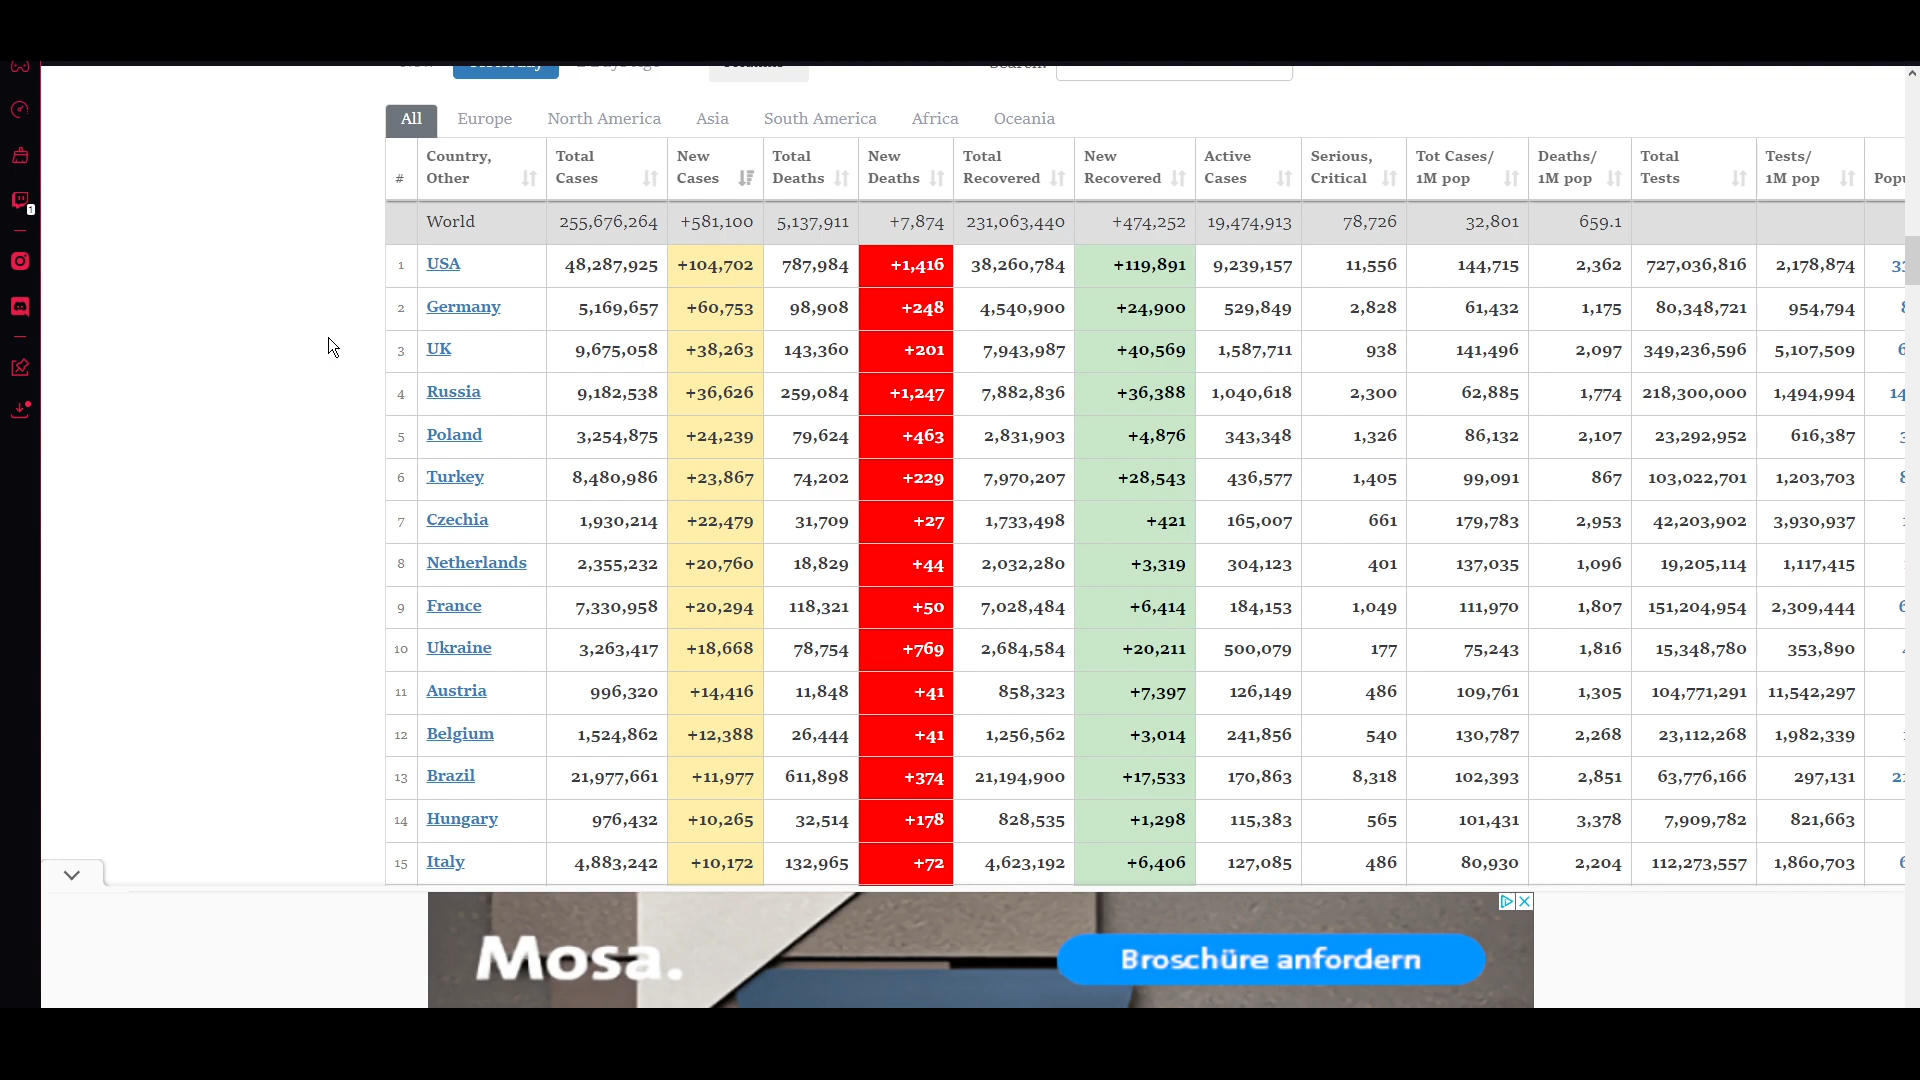 All Europe North America Asia South America Africa Oceania
# Country, Other Total Cases New Cases Total Deaths New Deaths Total Recovered New Recovered Active Cases Serious, Critical Tot Cases/ 1M pop Deaths/ 1M pop Total Tests Tests/ 1M pop
World 255,676,264 +581,100 5,137,911 +7,874 231,063,440 +474,252 19,474,913 78,726 32,801 659.1
1 USA 48,287,925 +104,702 787,984 +1,416 38,260,784 +119,891 9,239,157 11,556 144,715 2,362 727,036,816 2,178,874
2 Germany 5,169,657 +60,753 98,908 +248 4,540,900 +24,900 529,849 2,828 61,432 1,175 80,348,721 954,794
3 UK 9,675,058 +38,263 143,360 +201 7,943,987 +40,569 1,587,711 938 141,496 2,097 349,236,596 5,107,509
4 Russia 9,182,538 +36,626 259,084 +1,247 7,882,836 +36,388 1,040,618 2,300 62,885 1,774 218,300,000 1,494,994
5 Poland 3,254,875 +24,239 79,624 +463 2,831,903 +4,876 343,348 1,326 86,132 2,107 23,292,952 616,387
6 Turkey 8,480,986 +23,867 74,202 +229 7,970,207 +28,543 436,577 1,405 99,091 867 103,022,701 1,203,703
7 Czechia 1,930,214 +22,479 31,709 +27 1,733,498 +421 165,007 661 179,783 2,953 42,203,902 3,930,937
8 Netherlands 2,355,232 +20,760 18,829 +44 2,032,280 +3,319 304,123 401 137,035 1,096 19,205,114 1,117,415
9 France 7,330,958 +20,294 118,321 +50 7,028,484 +6,414 184,153 1,049 111,970 1,807 151,204,954 2,309,444
10 Ukraine 3,263,417 +18,668 78,754 +769 2,684,584 +20,211 500,079 177 75,243 1,816 15,348,780 353,890
11 Austria 996,320 +14,416 11,848 +41 858,323 +7,397 126,149 486 109,761 1,305 104,771,291 11,542,297
12 Belgium 1,524,862 +12,388 26,444 +41 1,256,562 +3,014 241,856 540 130,787 2,268 23,112,268 1,982,339
13 Brazil 21,977,661 +11,977 611,898 +374 21,194,900 +17,533 170,863 8,318 102,393 2,851 63,776,166 297,131
14 Hungary 976,432 +10,265 32,514 +178 828,535 +1,298 115,383 565 101,431 3,378 7,909,782 821,663
15 Italy 4,883,242 +10,172 132,965 +72 4,623,192 +6,406 127,085 486 80,930 2,204 112,273,557 1,860,703
Mosa. Broschüre anfordern